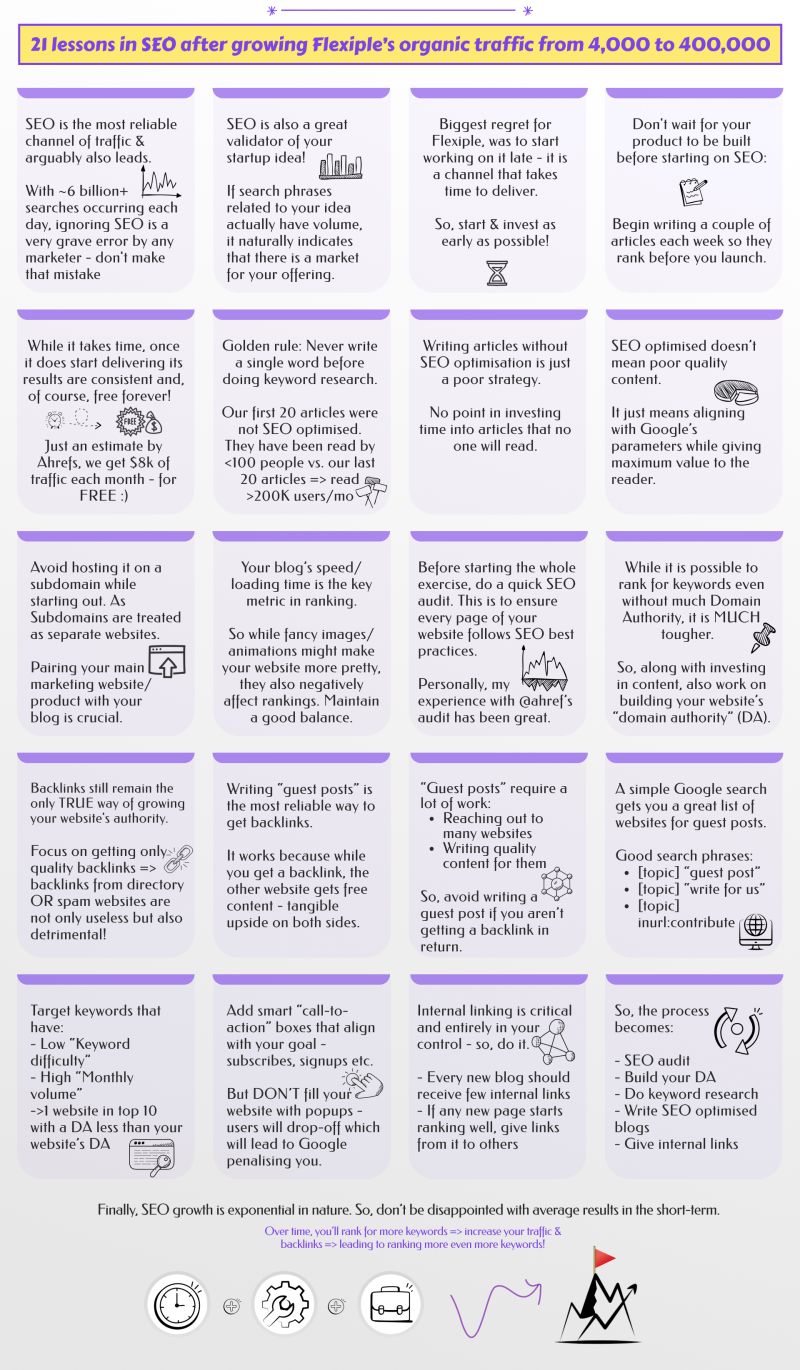 21 lessons in SEO after growing Flexiple's organic traffic from 4,000 to 400,000
SEO is the most reliable
channel of traffic &
arguably also leads.
With ~6 billion+
searches occurring each
day, ignoring SEO is a
very grave error by any
marketer - don't make
that mistake
SEO is also a great
validator of your
startup idea!
If search phrases
related to your idea
actually have volume,
it naturally indicates
that there is a market
for your offering.
Biggest regret for
Flexiple, was to start
working on it late - it is
a channel that takes
time to deliver.
So, start & invest as
early as possible!
Don't wait for your
product to be built
before starting on SEO:
Begin writing a couple of
articles each week so they
rank before you launch.
While it takes time, once
it does start delivering its
results are consistent and,
of course, free forever!
FREE
Just an estimate by
Ahrefs, we get $8k of
traffic each month - for
FREE :)
Golden rule: Never write
a single word before
doing keyword research.
Our first 20 articles were
not SEO optimised.
They have been read by
<100 people vs. our last
20 articles => read
>200K users/mo
Writing articles without
SEO optimisation is just
a poor strategy.
No point in investing
time into articles that no
one will read.
SEO optimised doesn't
mean poor quality
content.
It just means aligning
with Google's
parameters while giving
maximum value to the
reader.
Avoid hosting it on a
subdomain while
starting out. As
Subdomains are treated
as separate websites.
Pairing your main
marketing website/
product with your
blog is crucial.
Your blog's speed/
loading time is the key
metric in ranking.
So while fancy images/
animations might make
your website more pretty,
they also negatively
affect rankings. Maintain
a good balance.
Before starting the whole
exercise, do a quick SEO
audit. This is to ensure
every page of your
website follows SEO best
practices.
Personally, my
experience with @ahref's
audit has been great.
While it is possible to
rank for keywords even
without much Domain
Authority, it is MUCH
tougher.
So, along with investing
in content, also work on
building your website's
"domain authority" (DA).
Backlinks still remain the
only TRUE way of growing
your website's authority.
Focus on getting only
quality backlinks =>
backlinks from directory
OR spam websites are
not only useless but also
detrimental!
Writing "guest posts" is
the most reliable way to
get backlinks.
It works because while
you get a backlink, the
other website gets free
content - tangible
upside on both sides.
"Guest posts" require a
lot of work:
• Reaching out to
many websites
• Writing quality
content for them
So, avoid writing a
guest post if you aren't
getting a backlink in
return.
A simple Google search
gets you a great list of
websites for guest posts.
Good search phrases:
• [topic] "guest post"
• [topic] "write for us"
• [topic]
inurl:contribute
Target keywords that
have:
- Low "Keyword
difficulty"
- High "Monthly
volume"
->1 website in top 10
with a DA less than your
website's DA
Add smart "call-to-
action" boxes that align
with your goal -
subscribes, signups etc.
But DON'T fill your
website with popups -
users will drop-off which
will lead to Google
penalising you.
Internal linking is critical
and entirely in your
control - so, do it.
- Every new blog should
receive few internal links
- If any new page starts
ranking well, give links
from it to others
So, the process
becomes:
- SEO audit
- Build your DA
- Do keyword research
- Write SEO optimised
blogs
- Give internal links
Finally, SEO growth is exponential in nature. So, don't be disappointed with average results in the short-term.
Over time, you'll rank for more keywords => increase your traffic &
backlinks => leading to ranking more even more keywords!